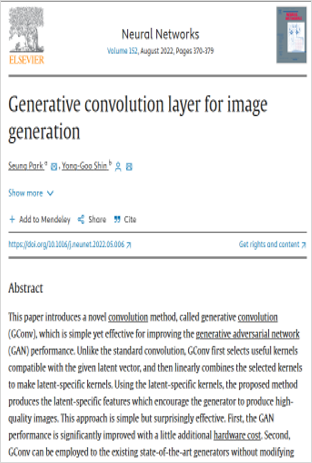 Neural Networks
Volume 152, August 2022, Pages 370-379
ELSEVIER
Generative convolution layer for image
generation
Seung Park a, Yong-Goo Shin b
Show more
+ Add to Mendeley Share Cite
https://doi.org/10.1016/j.neunet.2022.05.006 Get rights and content
Abstract
This paper introduces a novel convolution method, called generative convolution
(GConv), which is simple yet effective for improving the generative adversarial network
(GAN) performance. Unlike the standard convolution, GConv first selects useful kernels
compatible with the given latent vector, and then linearly combines the selected kernels
to make latent-specific kernels. Using the latent-specific kernels, the proposed method
produces the latent-specific features which encourage the generator to produce high-
quality images. This approach is simple but surprisingly effective. First, the GAN
performance is significantly improved with a little additional hardware cost. Second,
GConv can be employed to the existing state-of-the-art generators without modifying